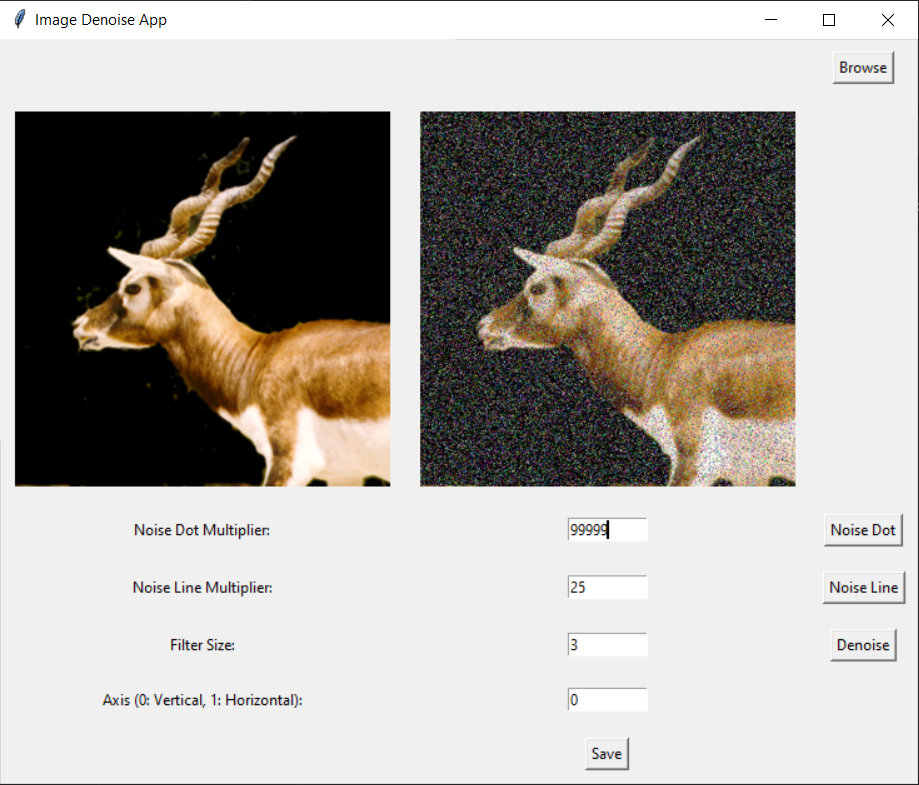 Image Denoise App
Browse
Noise Dot Multiplier: 99999 Noise Dot
Noise Line Multiplier: 25 Noise Line
Filter Size: 3 Denoise
Axis (0: Vertical, 1: Horizontal): 0
Save